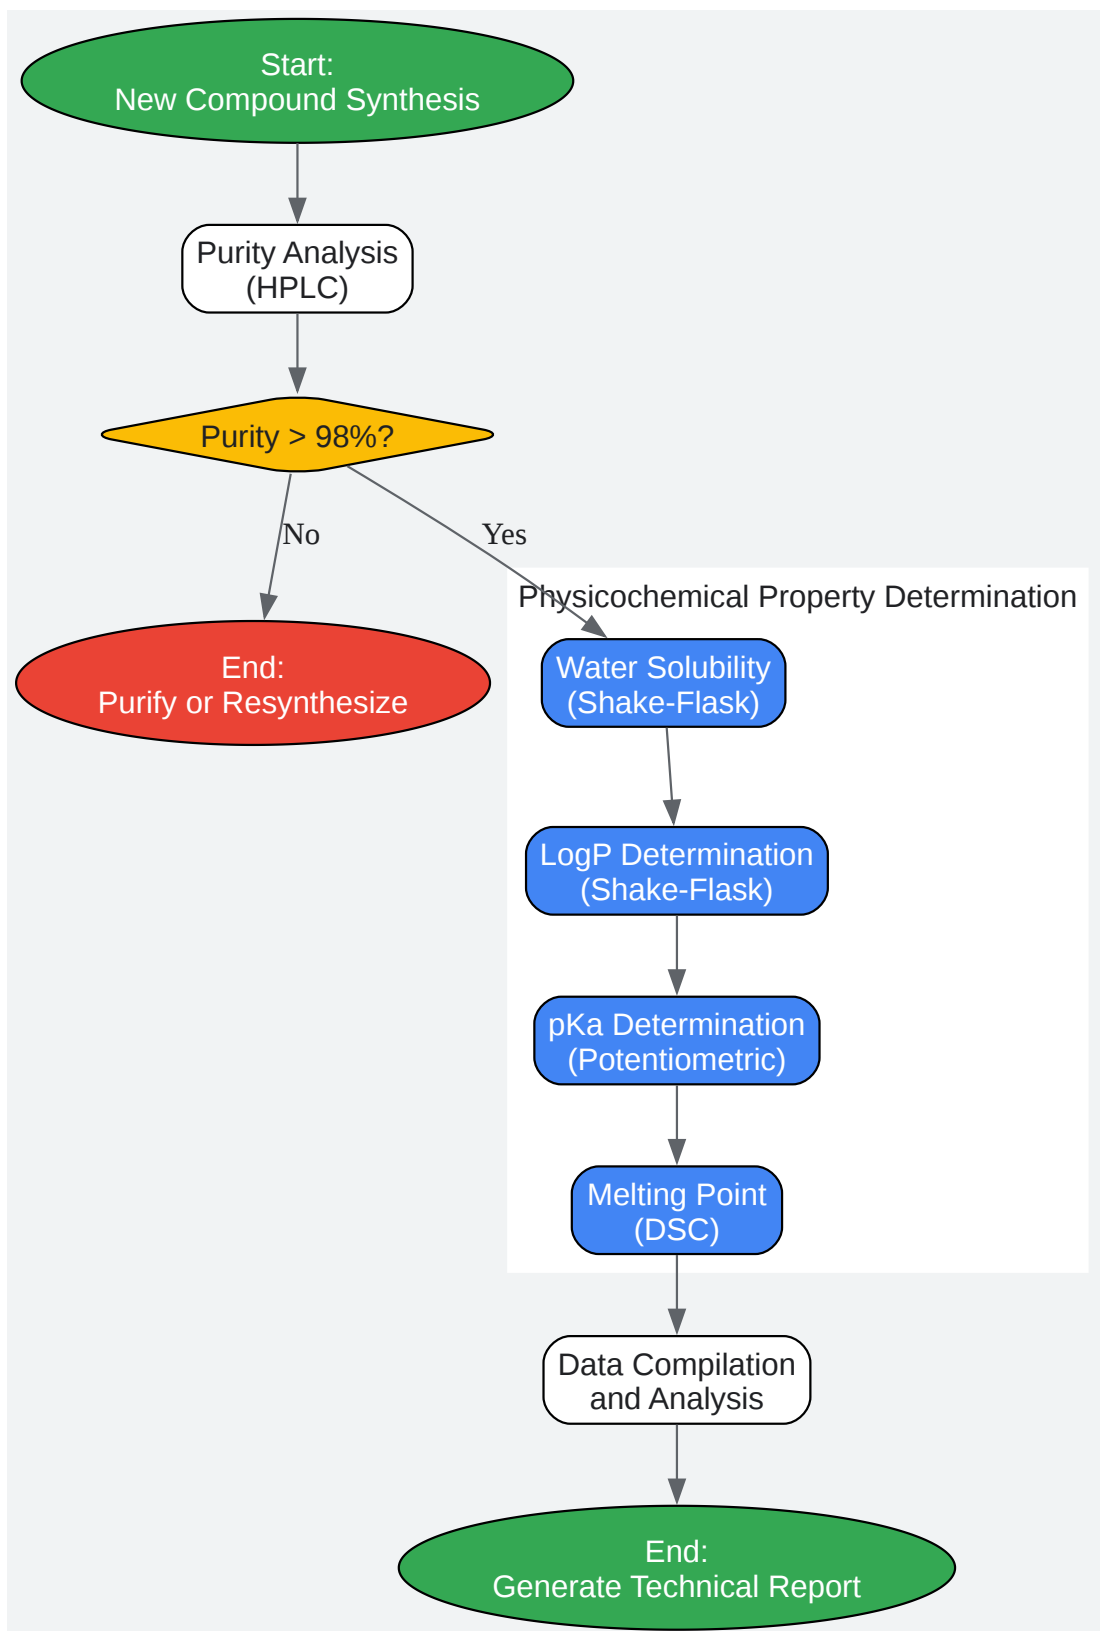 Start:
New Compound Synthesis
Purity Analysis
(HPLC)
Purity > 98%?
No
Yes
End:
Purify or Resynthesize
Physicochemical Property Determination
Water Solubility
(Shake-Flask)
LogP Determination
(Shake-Flask)
pKa Determination
(Potentiometric)
Melting Point
(DSC)
Data Compilation
and Analysis
End:
Generate Technical Report